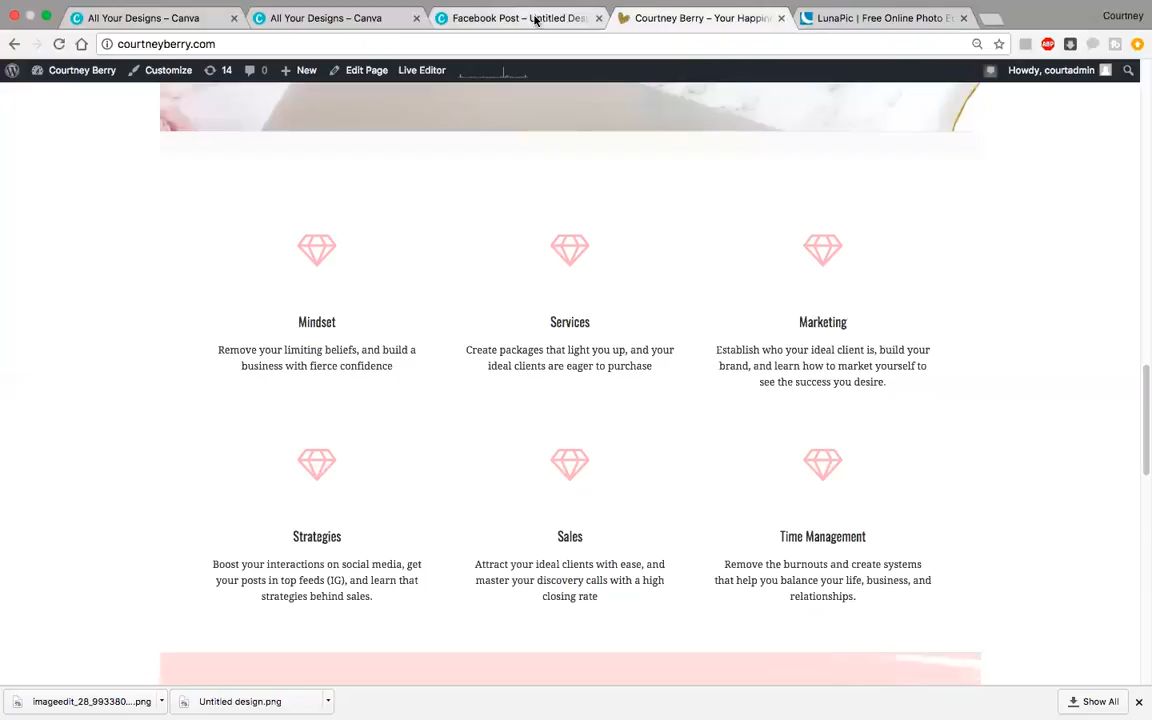 All Your Designs – Canva
All Your Designs – Canva
Facebook Post – Untitled Des
Courtney Berry – Your Happin
LunaPic | Free Online Photo E
Courtney
courtneyberry.com
Courtney Berry
Customize
14
0
New
Edit Page
Live Editor
Howdy, courtadmin
Mindset
Remove your limiting beliefs, and build a
business with fierce confidence
Services
Create packages that light you up, and your
ideal clients are eager to purchase
Marketing
Establish who your ideal client is, build your
brand, and learn how to market yourself to
see the success you desire.
Strategies
Boost your interactions on social media, get
your posts in top feeds (IG), and learn that
strategies behind sales.
Sales
Attract your ideal clients with ease, and
master your discovery calls with a high
closing rate
Time Management
Remove the burnouts and create systems
that help you balance your life, business, and
relationships.
imageedit_28_993380....png
Untitled design.png
Show All